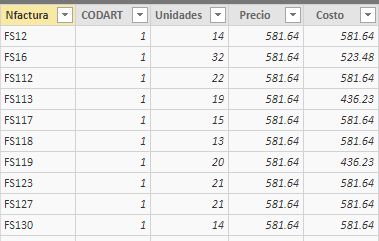 Nfactura CODART Unidades Precio Costo
FS12 1 14 581.64 581.64
FS16 1 32 581.64 523.48
FS112 1 22 581.64 581.64
FS113 1 19 581.64 436.23
FS117 1 15 581.64 581.64
FS118 1 13 581.64 581.64
FS119 1 20 581.64 436.23
FS123 1 21 581.64 581.64
FS127 1 21 581.64 581.64
FS130 1 14 581.64 581.64